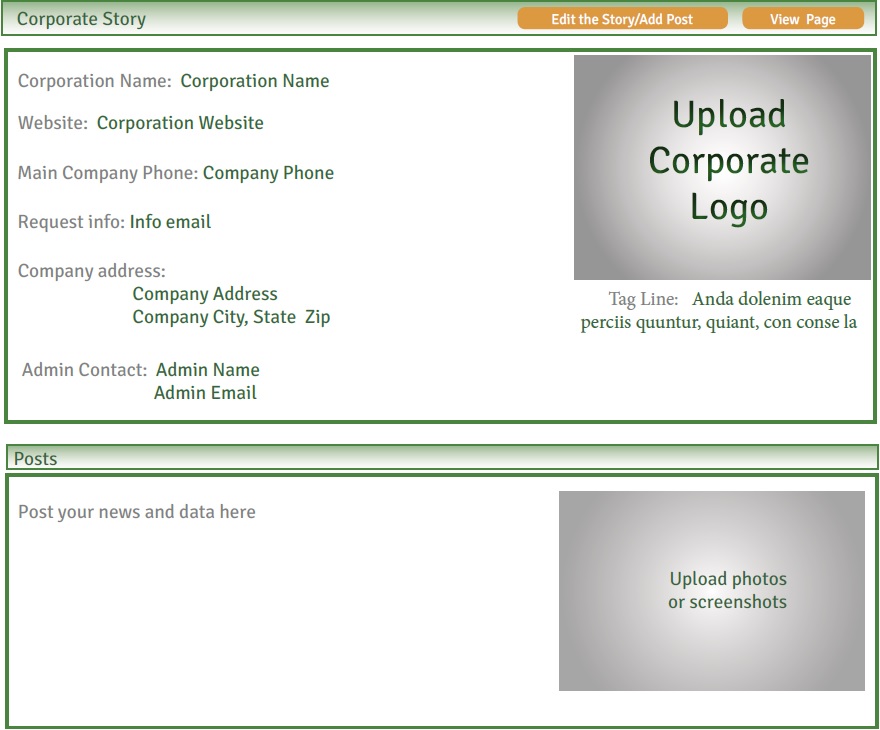 Corporate Story
Edit the Story/Add Post
View Page
Corporation Name: Corporation Name
Website: Corporation Website
Main Company Phone: Company Phone
Request info: Info email
Company address:
Company Address
Company City, State Zip
Admin Contact: Admin Name
Admin Email
Upload
Corporate
Logo
Tag Line: Anda dolenim eaque
perciis quuntur, quiant, con conse la
Posts
Post your news and data here
Upload photos
or screenshots